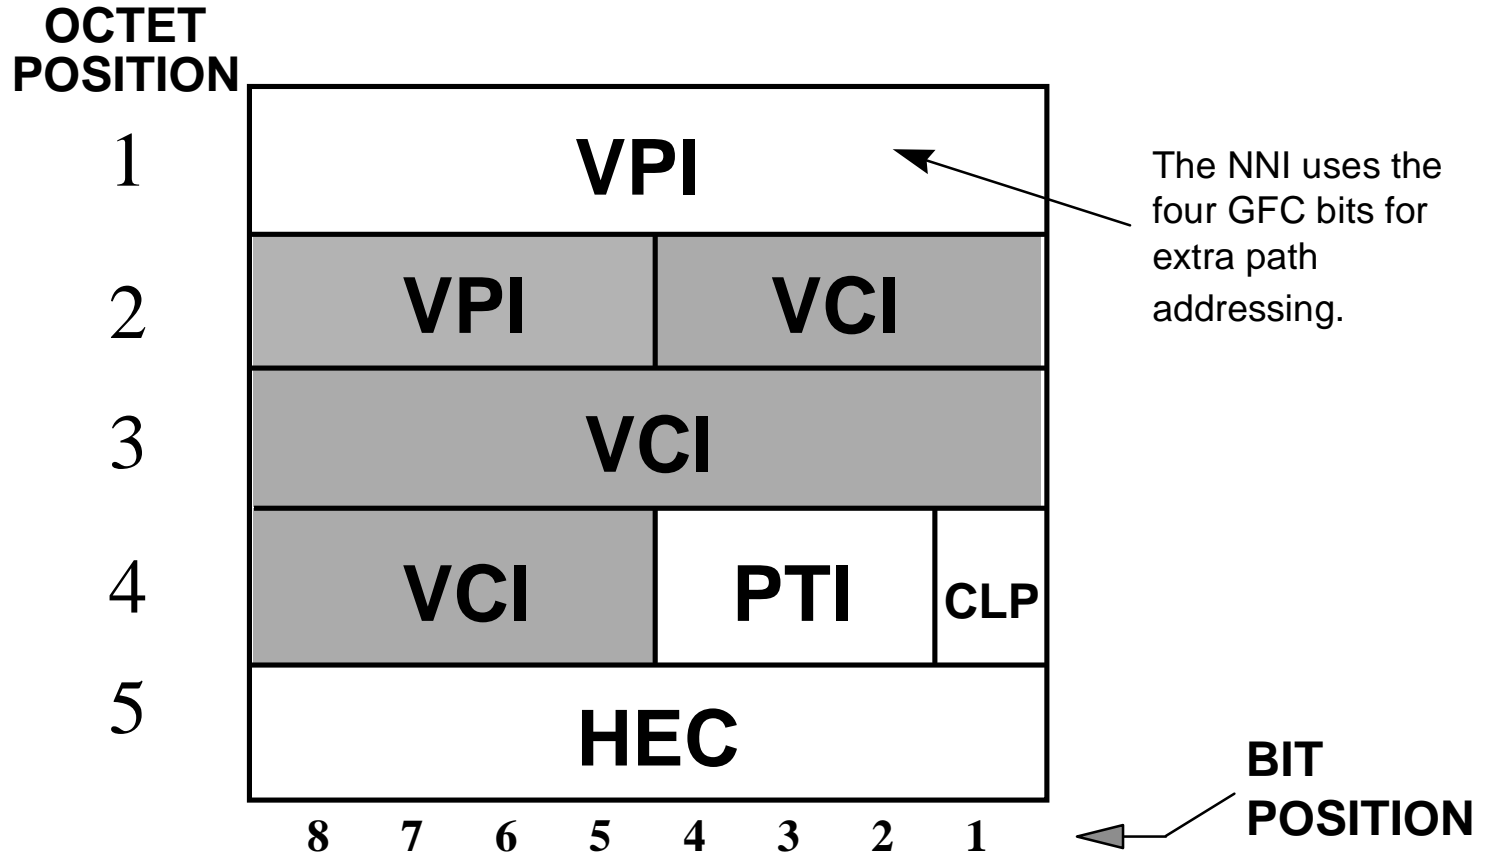 OCTET
POSITION
1
VPI
The NNI uses the
four GFC bits for
extra path
addressing.
2
VPI
VCI
3
VCI
4
VCI
PTI
CLP
5
HEC
BIT
POSITION
8 7 6 5 4 3 2 1